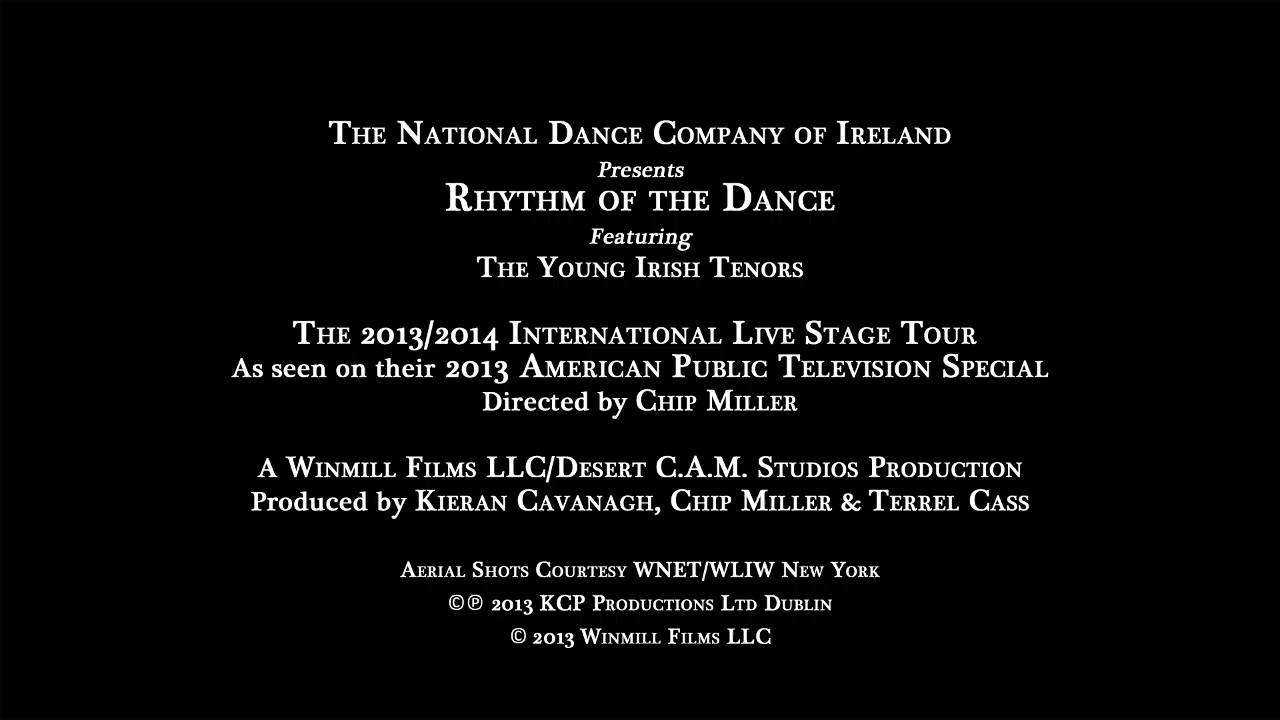 The National Dance Company of Ireland
Presents
Rhythm of the Dance
Featuring
The Young Irish Tenors
The 2013/2014 International Live Stage Tour
As seen on their 2013 American Public Television Special
Directed by Chip Miller
A Winmill Films LLC/Desert C.A.M. Studios Production
Produced by Kieran Cavanagh, Chip Miller & Terrel Cass
Aerial Shots Courtesy WNET/WLIW New York
©℗ 2013 KCP Productions Ltd Dublin
© 2013 Winmill Films LLC